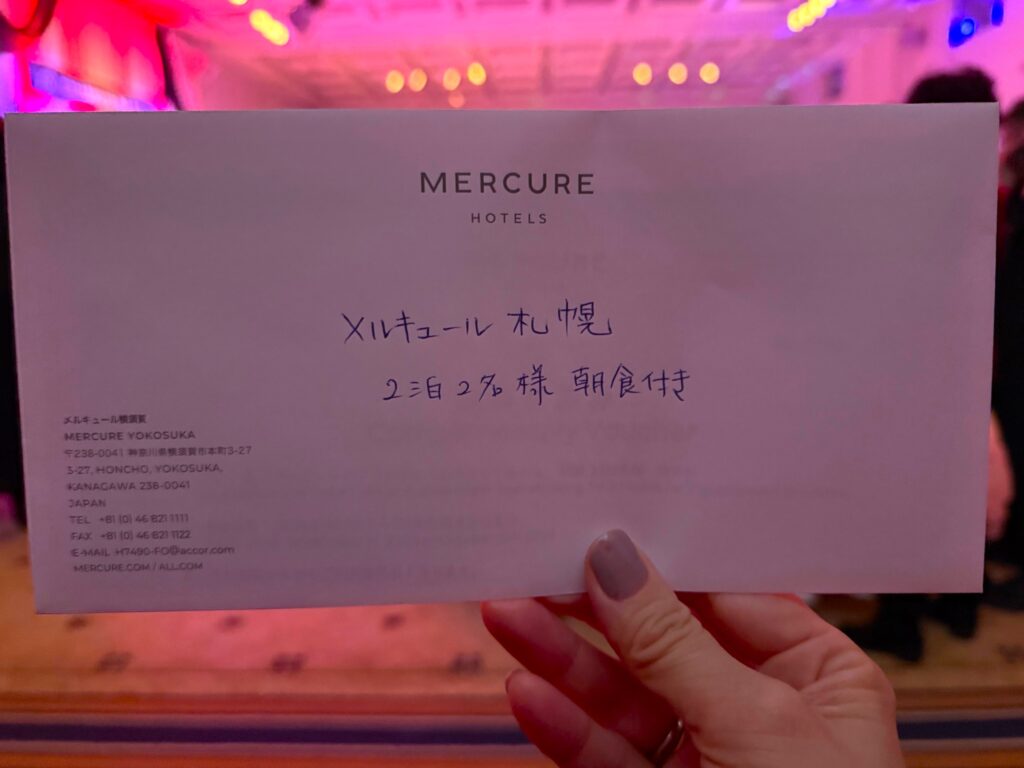 MERCURE
HOTELS
メルキュール 札幌
2泊2名様 朝食付き
メルキュール横須賀
MERCURE YOKOSUKA
〒238-0041 神奈川県横須賀市本町3-27
3-27, HONCHO, YOKOSUKA,
KANAGAWA 238-0041
JAPAN
TEL +81 (0) 46 821 1111
FAX +81 (0) 46 821 1122
E-MAIL :H7490-FO@accor.com
MERCURE.COM / ALL.COM